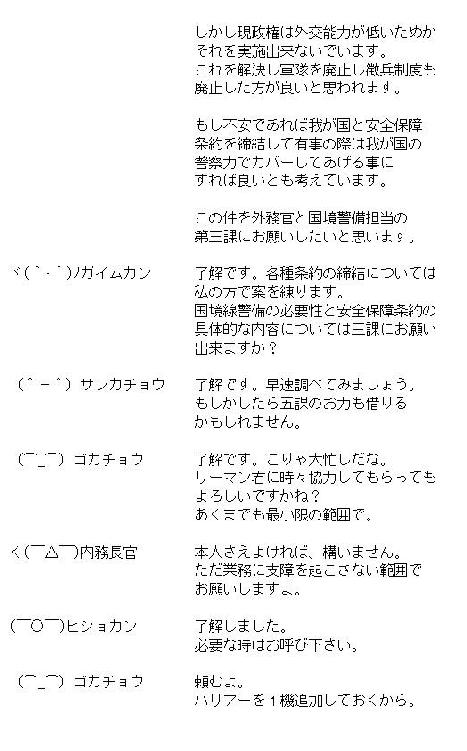 しかし現政権は外交能力が低いためか
それを実施出来ないでいます。
これを解決し軍隊を廃止し徴兵制度も
廃止した方が良いと思われます。
もし不安であれば我が国と安全保障
条約を締結して有事の際は我が国の
警察力でカバーしてあげる事に
すれば良いとも考えています。
この件を外務官と国境警備担当の
第三課にお願いしたいと思います。
ヾ(＾-＾)ﾉガイムカン 了解です。各種条約の締結については
私の方で案を練ります。
国境線警備の必要性と安全保障条約の
具体的な内容については三課にお願い
出来ますか？
（＾－＾）サンカチョウ 了解です。早速調べてみましょう。
もしかしたら五課のお力も借りる
かもしれません。
（￣_￣）ゴカチョウ 了解です。こりゃ大忙しだな。
リーマン君に時々協力してもらっても
よろしいですかね？
あくまでも最小限の範囲で。
く(￣△￣)内務長官 本人さえよければ、構いません。
ただ業務に支障を起こさない範囲で
お願いしますよ。
(￣○￣)ヒショカン 了解しました。
必要な時はお呼び下さい。
（￣_￣）ゴカチョウ 頼むよ。
ハリアーを１機追加しておくから。